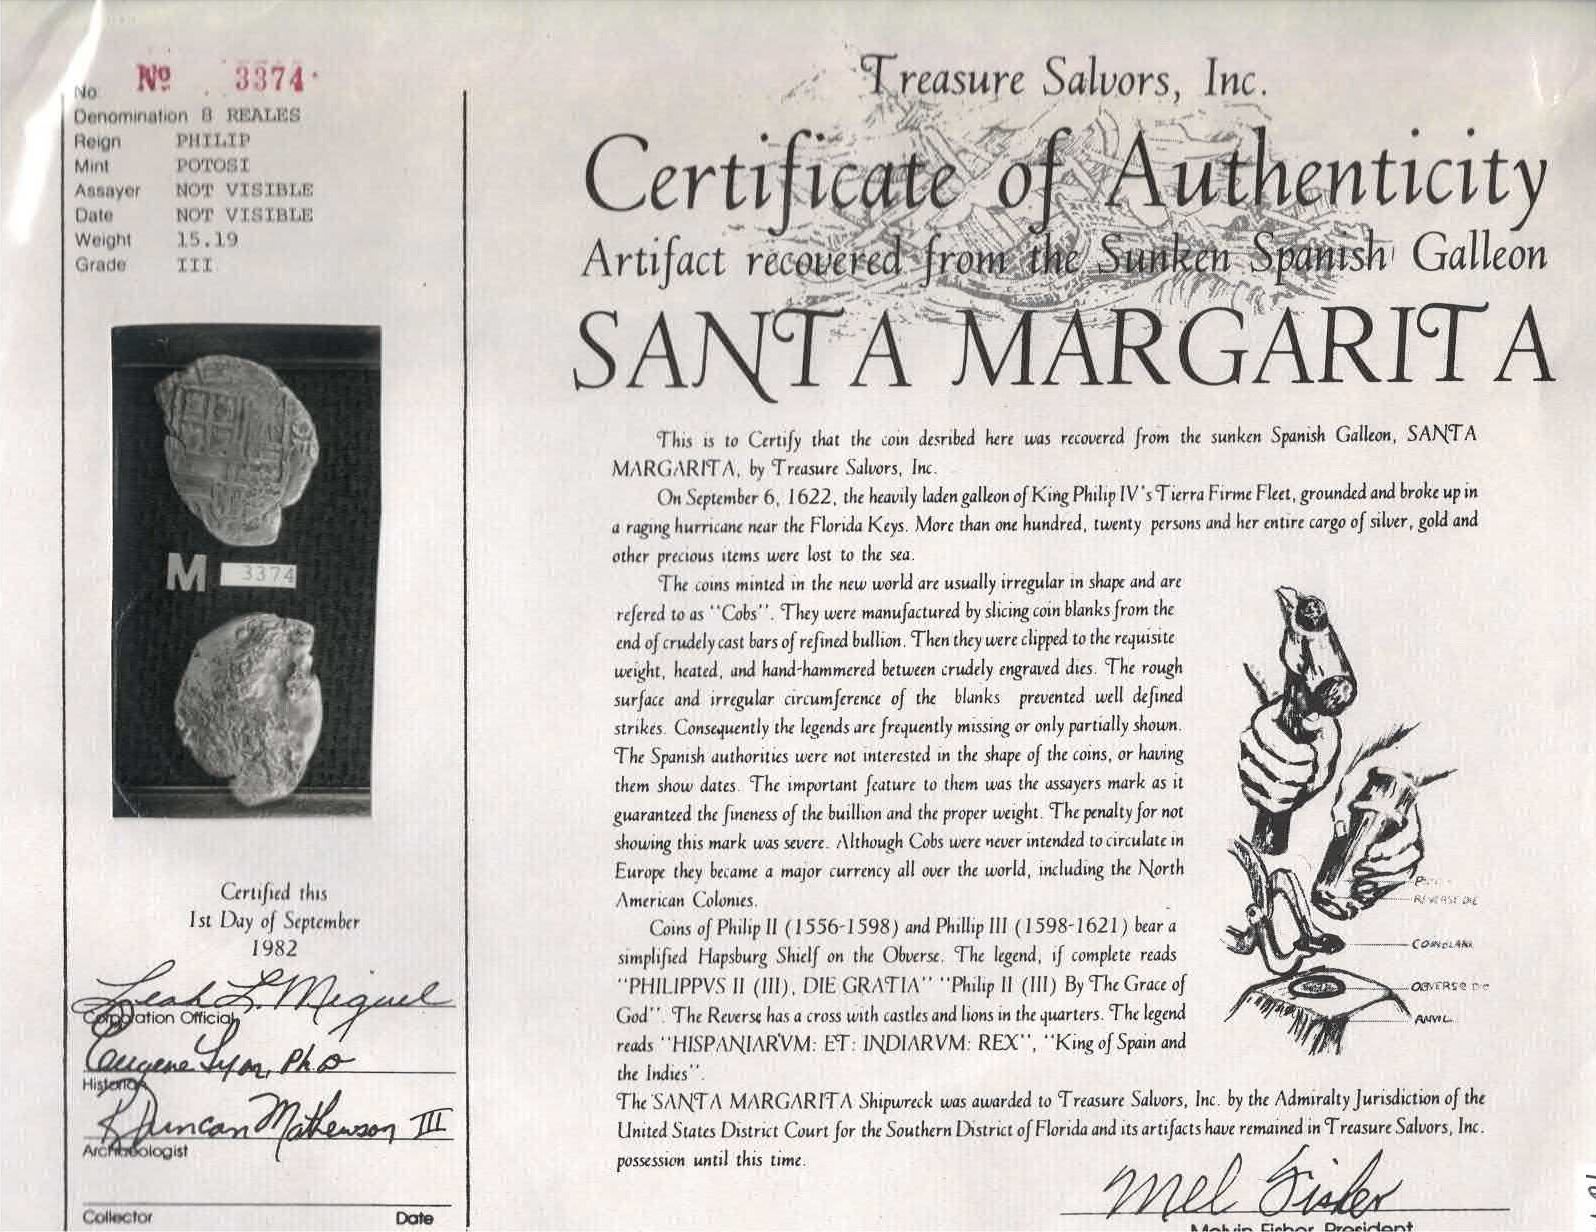 No Nº 3374
Denomination 8 REALES
Reign PHILIP
Mint POTOSI
Assayer NOT VISIBLE
Date NOT VISIBLE
Weight 15.19
Grade III
M 3374
Certified this
1st Day of September
1982
Leah L. Miguel
Corporation Official
Eugene Lyon, Ph D
Historian
R Duncan Mathewson III
Archaeologist
Collector Date
Treasure Salvors, Inc.
Certificate of Authenticity
Artifact recovered from the Sunken Spanish Galleon
SANTA MARGARITA
This is to Certify that the coin desribed here was recovered from the sunken Spanish Galleon, SANTA
MARGARITA, by Treasure Salvors, Inc.
On September 6, 1622, the heavily laden galleon of King Philip IV's Tierra Firme Fleet, grounded and broke up in
a raging hurricane near the Florida Keys. More than one hundred, twenty persons and her entire cargo of silver, gold and
other precious items were lost to the sea.
The coins minted in the new world are usually irregular in shape and are
refered to as "Cobs". They were manufactured by slicing coin blanks from the
end of crudely cast bars of refined bullion. Then they were clipped to the requisite
weight, heated, and hand-hammered between crudely engraved dies. The rough
surface and irregular circumference of the blanks prevented well defined
strikes. Consequently the legends are frequently missing or only partially shown.
The Spanish authorities were not interested in the shape of the coins, or having
them show dates. The important feature to them was the assayers mark as it
guaranteed the fineness of the buillion and the proper weight. The penalty for not
showing this mark was severe. Although Cobs were never intended to circulate in
Europe they became a major currency all over the world, including the North
American Colonies.
Coins of Philip II (1556-1598) and Phillip III (1598-1621) bear a
simplified Hapsburg Shielf on the Obverse. The legend, if complete reads
"PHILIPPVS II (III), DIE GRATIA" "Philip II (III) By The Grace of
God". The Reverse has a cross with castles and lions in the quarters. The legend
reads "HISPANIARVM: ET: INDIARVM: REX", "King of Spain and
the Indies".
The SANTA MARGARITA Shipwreck was awarded to Treasure Salvors, Inc. by the Admiralty Jurisdiction of the
United States District Court for the Southern District of Florida and its artifacts have remained in Treasure Salvors, Inc.
possession until this time.
REVERSE DIE
COIN BLANK
OBVERSE
ANVIL
Mel Fisher
Melvin Fisher, President